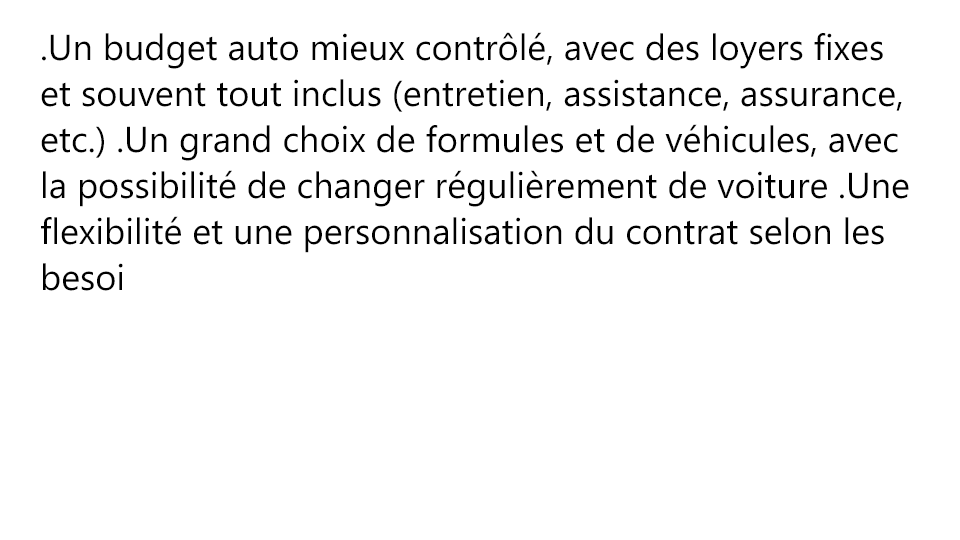 .Un budget auto mieux contrôlé, avec des loyers fixes
et souvent tout inclus (entretien, assistance, assurance,
etc.) .Un grand choix de formules et de véhicules, avec
la possibilité de changer régulièrement de voiture .Une
flexibilité et une personnalisation du contrat selon les
besoi